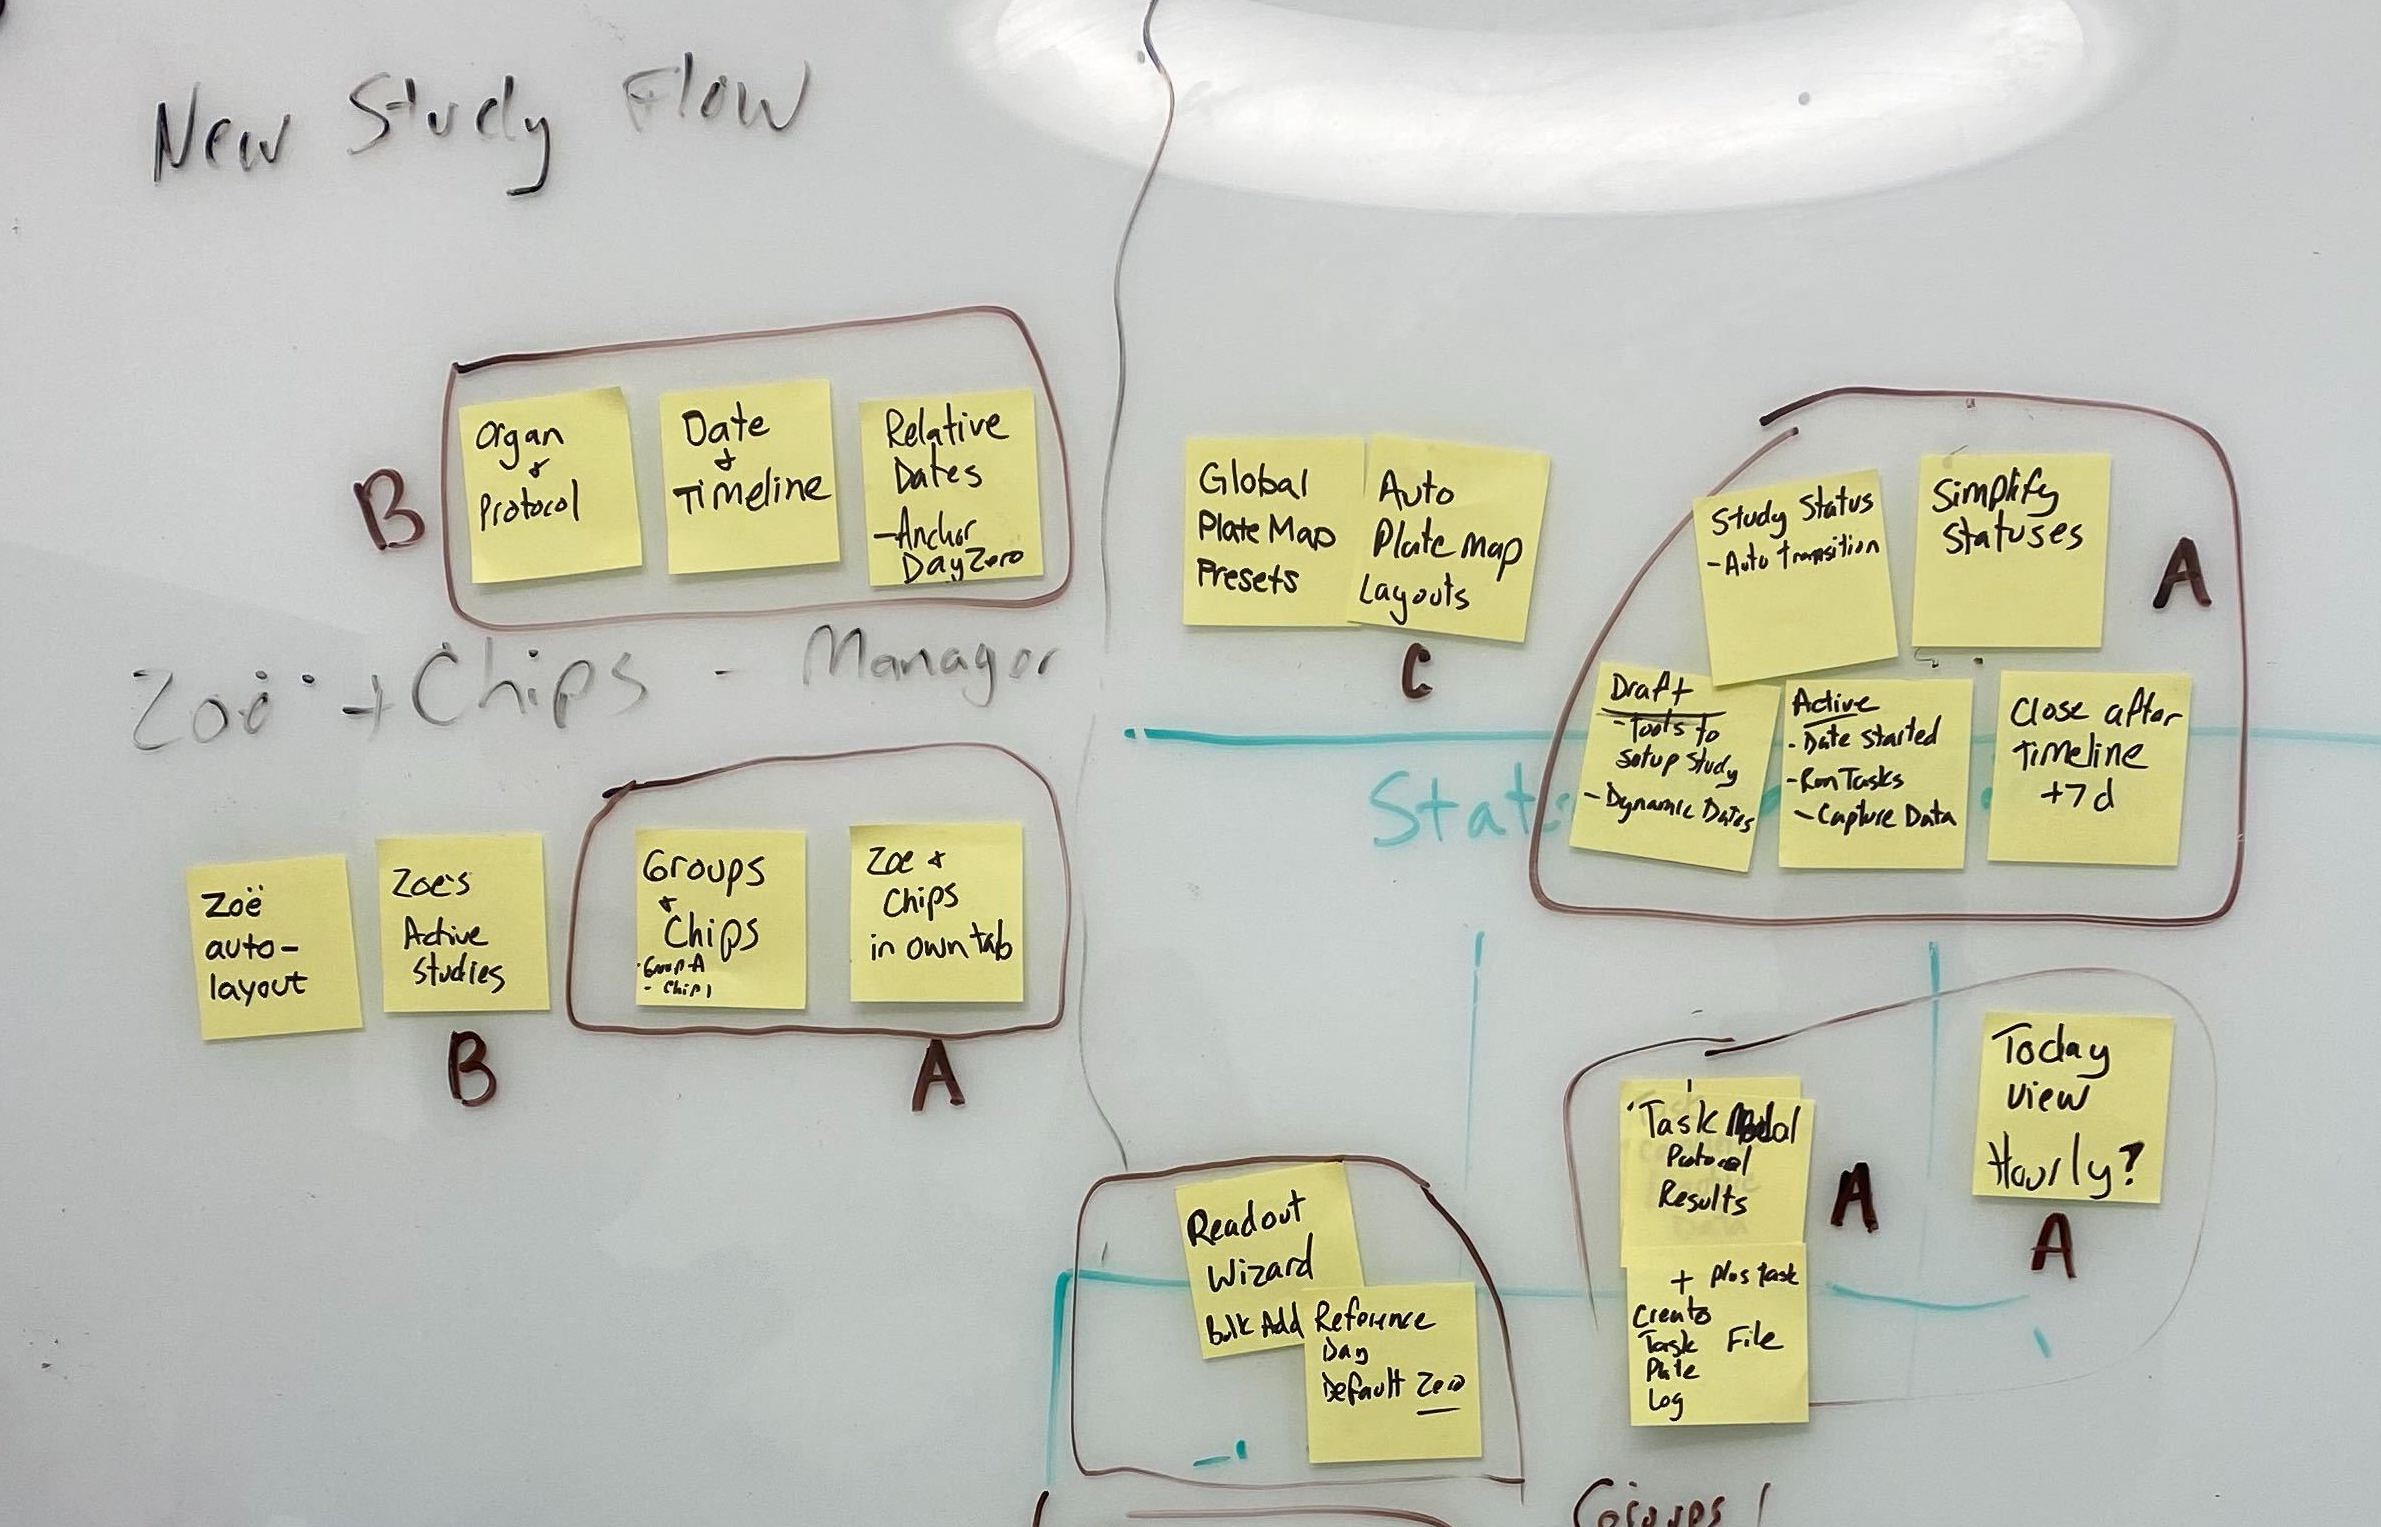 New Study Flow
B
Organ
&
Protocol
Date
&
Timeline
Relative
Dates
- Anchor
Day Zero
Zoë + Chips - Manager
Zoë
auto-
layout
Zoe's
Active
Studies
B
Groups
&
Chips
· Group A
- Chip 1
Zoe &
Chips
in own tab
A
Global
Plate Map
Presets
Auto
Plate Map
Layouts
C
Study Status
- Auto transition
Simplify
Statuses
A
Draft
- Tools to
setup study
- Dynamic Dates
Active
- Date started
- Run Tasks
- Capture Data
Close after
Timeline
+7d
Readout
Wizard
Bulk Add
Reference
Day
Default Zero
Task Modal
Protocol
Results
A
+ plus task
Create
Task File
Plate
Log
Today
view
Hourly?
A
Groups